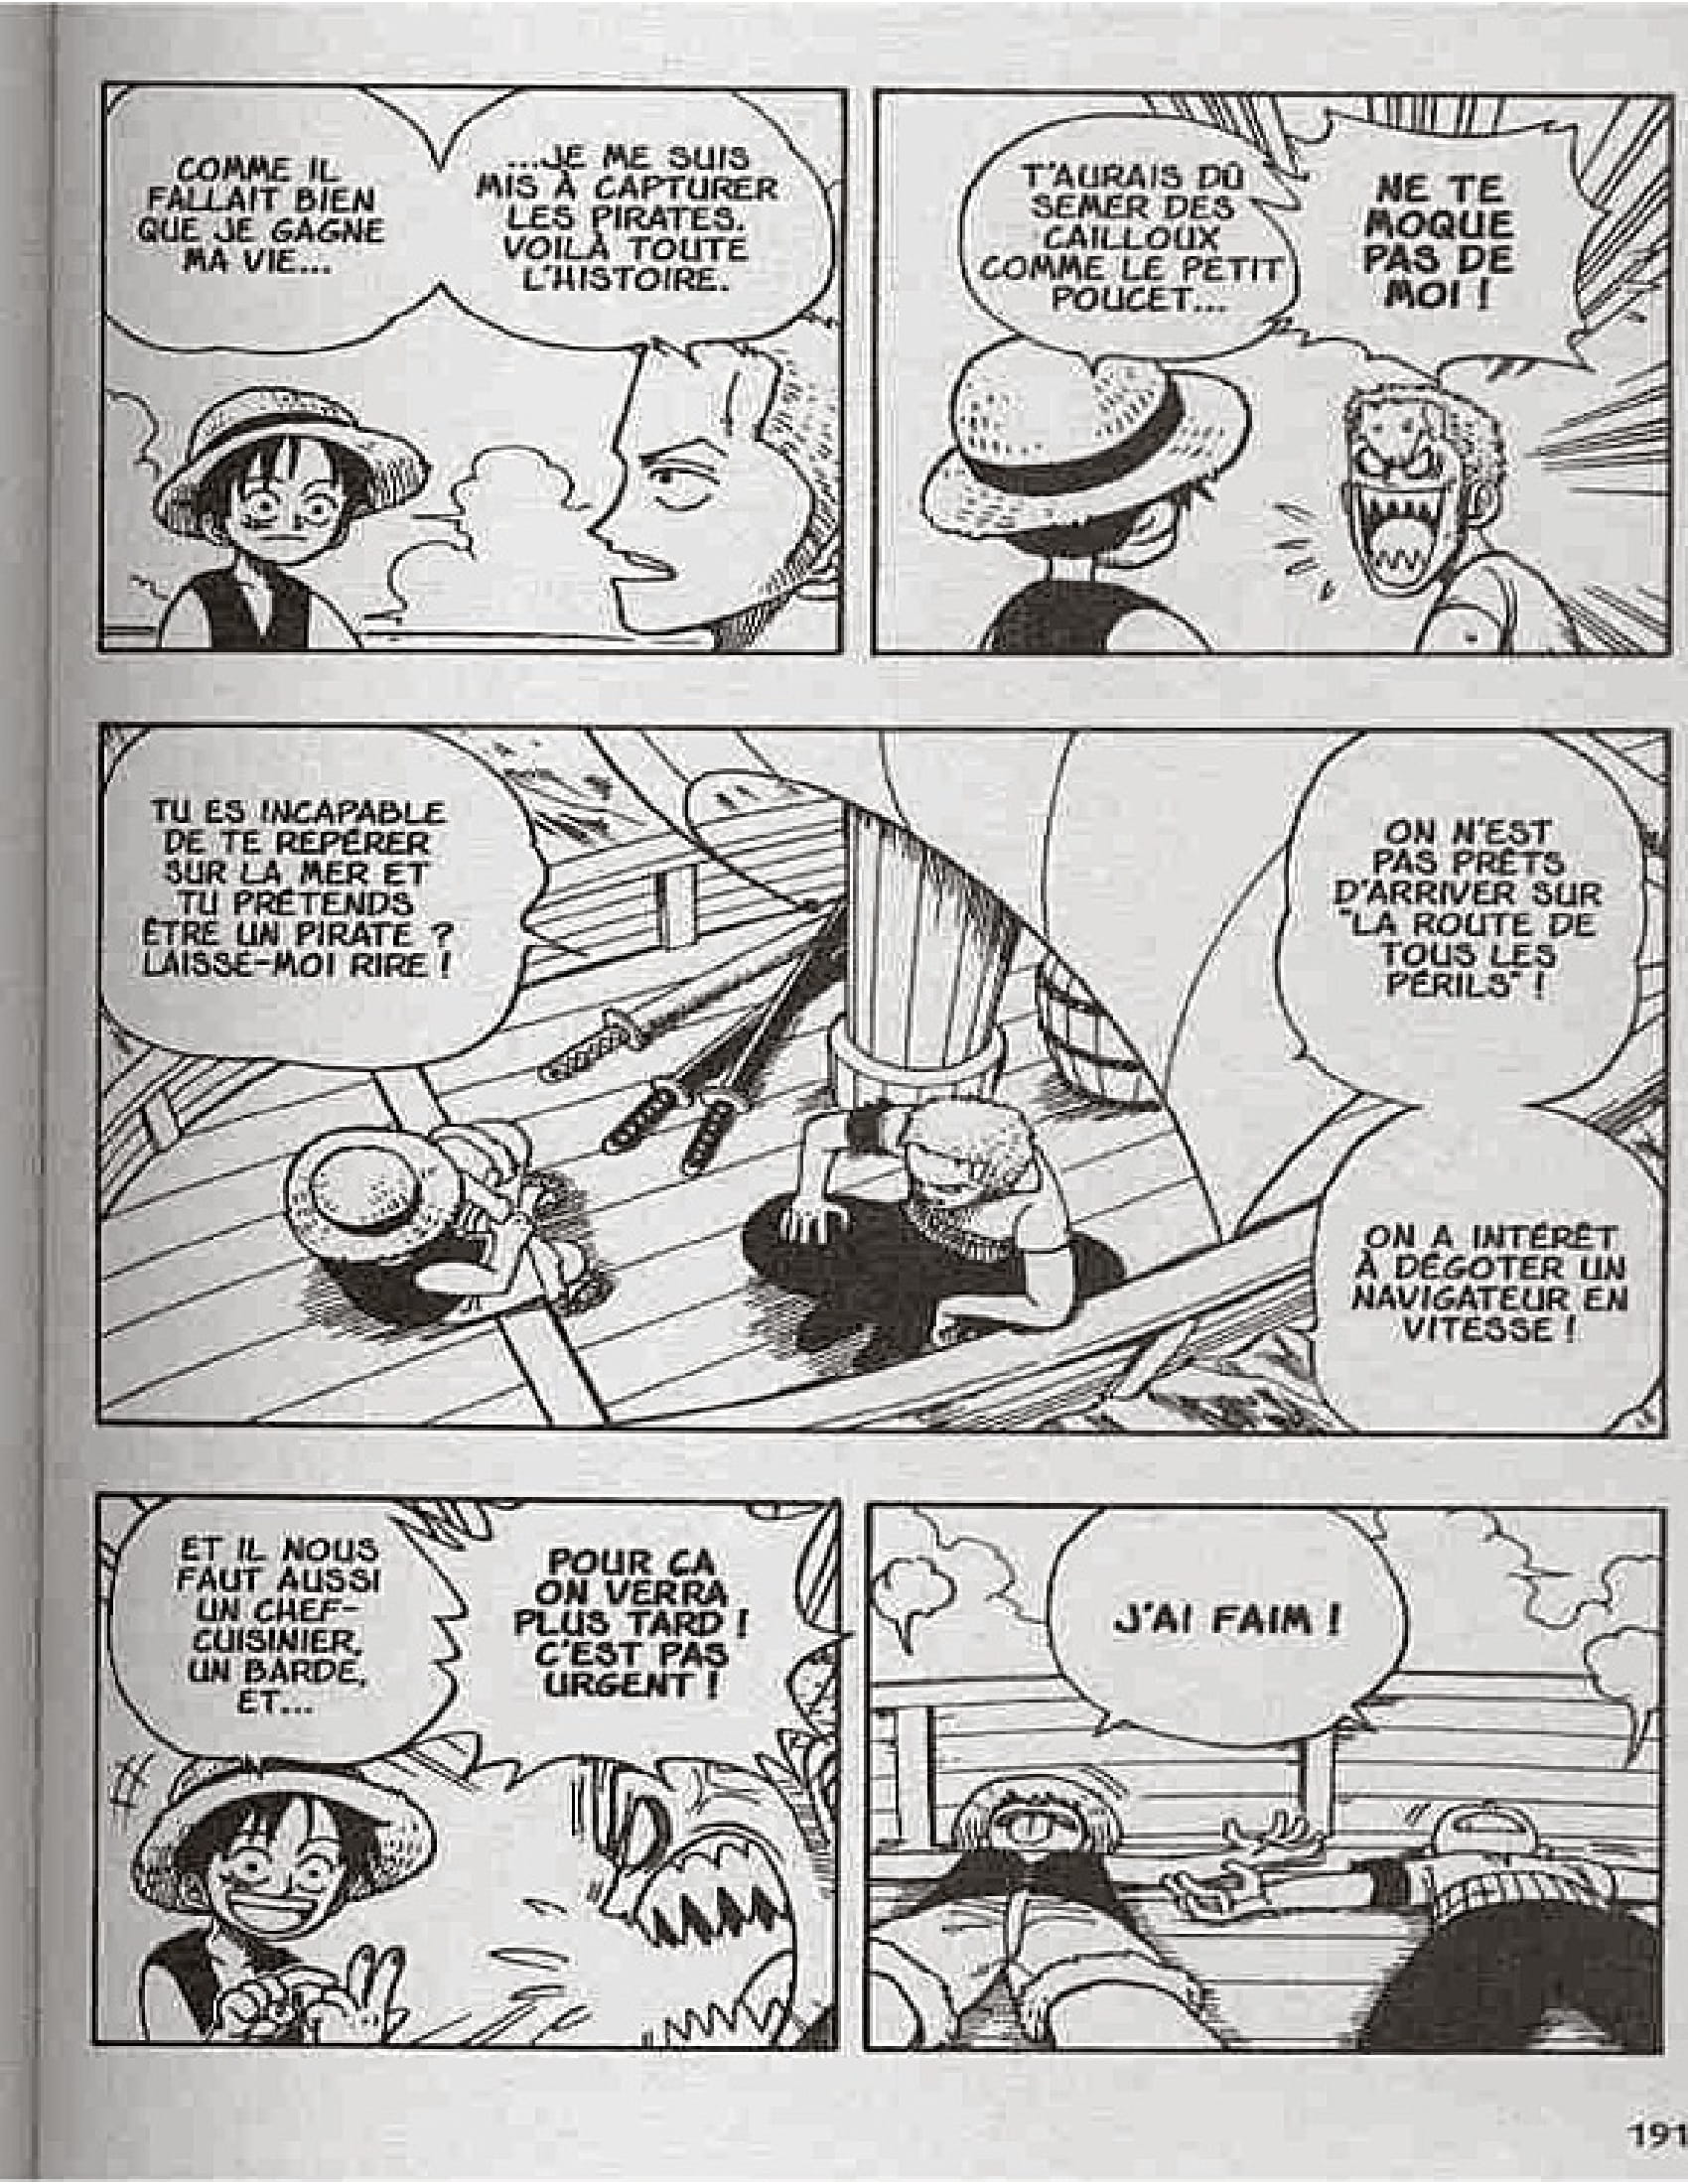 COMME IL
FALLAIT BIEN
QUE JE GAGNE
MA VIE...
...JE ME SUIS
MIS À CAPTURER
LES PIRATES.
VOILÀ TOUTE
L'HISTOIRE.
T'AURAIS DÛ
SEMER DES
CAILLOUX
COMME LE PETIT
POUCET...
NE TE
MOQUE
PAS DE
MOI !
TU ES INCAPABLE
DE TE REPÉRER
SUR LA MER ET
TU PRÉTENDS
ÊTRE UN PIRATE ?
LAISSE-MOI RIRE !
ON N'EST
PAS PRÊTS
D'ARRIVER SUR
"LA ROUTE DE
TOUS LES
PÉRILS" !
ON A INTÉRÊT
À DÉGOTER UN
NAVIGATEUR EN
VITESSE !
ET IL NOUS
FAUT AUSSI
UN CHEF-
CUISINIER,
UN BARDE,
ET...
POUR ÇA
ON VERRA
PLUS TARD !
C'EST PAS
URGENT !
J'AI FAIM !
191